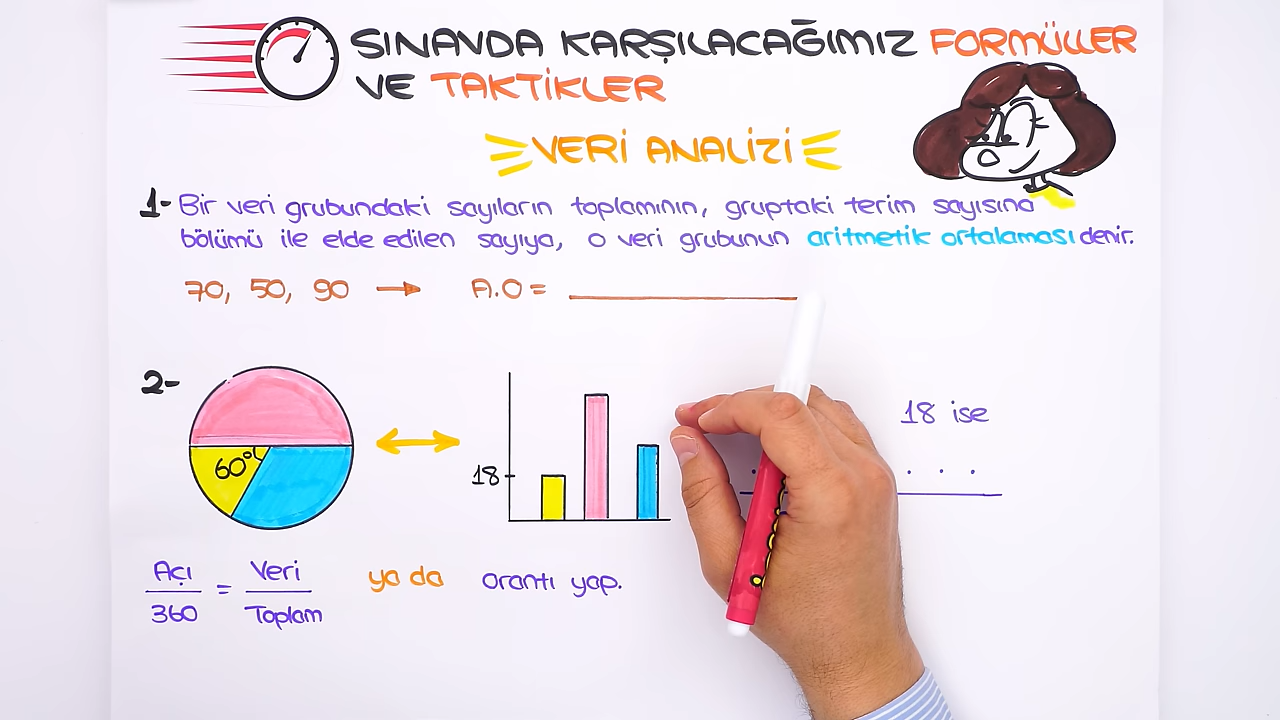 SINAVDA KARŞILACAĞIMIZ FORMÜLLER
VE TAKTİKLER
VERİ ANALİZİ
1- Bir veri grubundaki sayıların toplamının, gruptaki terim sayısına
bölümü ile elde edilen sayıya, o veri grubunun aritmetik ortalaması denir.
70, 50, 90 → A.O =
2-
60°
18
18 ise
. . .
Açı
360
=
Veri
Toplam
ya da orantı yap.